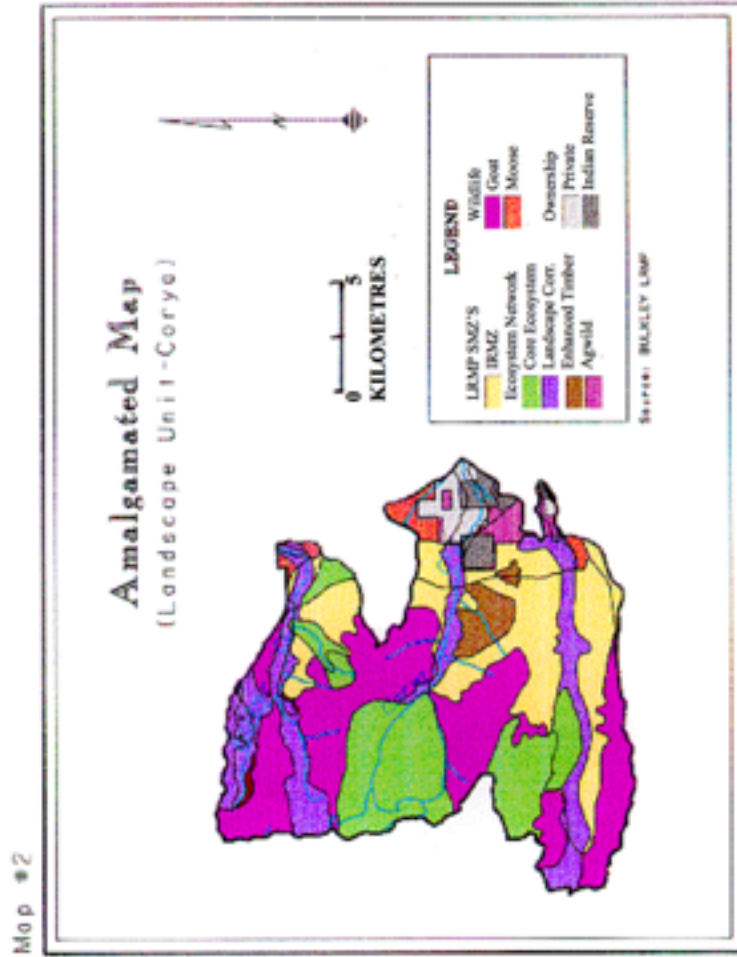 Map #2
Amalgamated Map
(Landscape Unit-Corye)
N
0 5
KILOMETRES
LEGEND
LRMP SMZ'S
IRMZ
Ecosystem Network
Core Ecosystem
Landscape Corr.
Enhanced Timber
Agwild
Wildlife
Goat
Moose
Ownership
Private
Indian Reserve
Source: BULKLEY LRMP